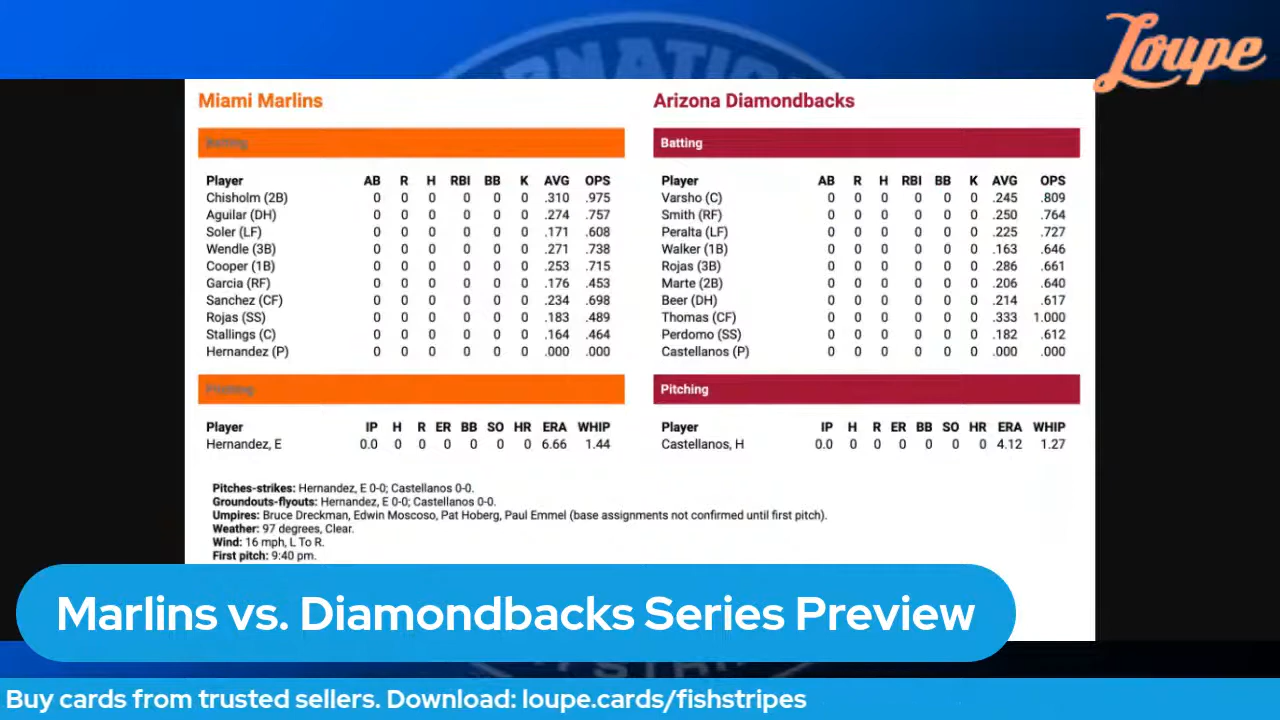 Loupe
Miami Marlins
Batting
Player AB R H RBI BB K AVG OPS
Chisholm (2B) 0 0 0 0 0 0 .310 .975
Aguilar (DH) 0 0 0 0 0 0 .274 .757
Soler (LF) 0 0 0 0 0 0 .171 .608
Wendle (3B) 0 0 0 0 0 0 .271 .738
Cooper (1B) 0 0 0 0 0 0 .253 .715
Garcia (RF) 0 0 0 0 0 0 .176 .453
Sanchez (CF) 0 0 0 0 0 0 .234 .698
Rojas (SS) 0 0 0 0 0 0 .183 .489
Stallings (C) 0 0 0 0 0 0 .164 .464
Hernandez (P) 0 0 0 0 0 0 .000 .000
Pitching
Player IP H R ER BB SO HR ERA WHIP
Hernandez, E 0.0 0 0 0 0 0 0 6.66 1.44
Arizona Diamondbacks
Batting
Player AB R H RBI BB K AVG OPS
Varsho (C) 0 0 0 0 0 0 .245 .809
Smith (RF) 0 0 0 0 0 0 .250 .764
Peralta (LF) 0 0 0 0 0 0 .225 .727
Walker (1B) 0 0 0 0 0 0 .163 .646
Rojas (3B) 0 0 0 0 0 0 .286 .661
Marte (2B) 0 0 0 0 0 0 .206 .640
Beer (DH) 0 0 0 0 0 0 .214 .617
Thomas (CF) 0 0 0 0 0 0 .333 1.000
Perdomo (SS) 0 0 0 0 0 0 .182 .612
Castellanos (P) 0 0 0 0 0 0 .000 .000
Pitching
Player IP H R ER BB SO HR ERA WHIP
Castellanos, H 0.0 0 0 0 0 0 0 4.12 1.27
Pitches-strikes: Hernandez, E 0-0; Castellanos 0-0.
Groundouts-flyouts: Hernandez, E 0-0; Castellanos 0-0.
Umpires: Bruce Dreckman, Edwin Moscoso, Pat Hoberg, Paul Emmel (base assignments not confirmed until first pitch).
Weather: 97 degrees, Clear.
Wind: 16 mph, L To R.
First pitch: 9:40 pm.
Marlins vs. Diamondbacks Series Preview
Buy cards from trusted sellers. Download: loupe.cards/fishstripes